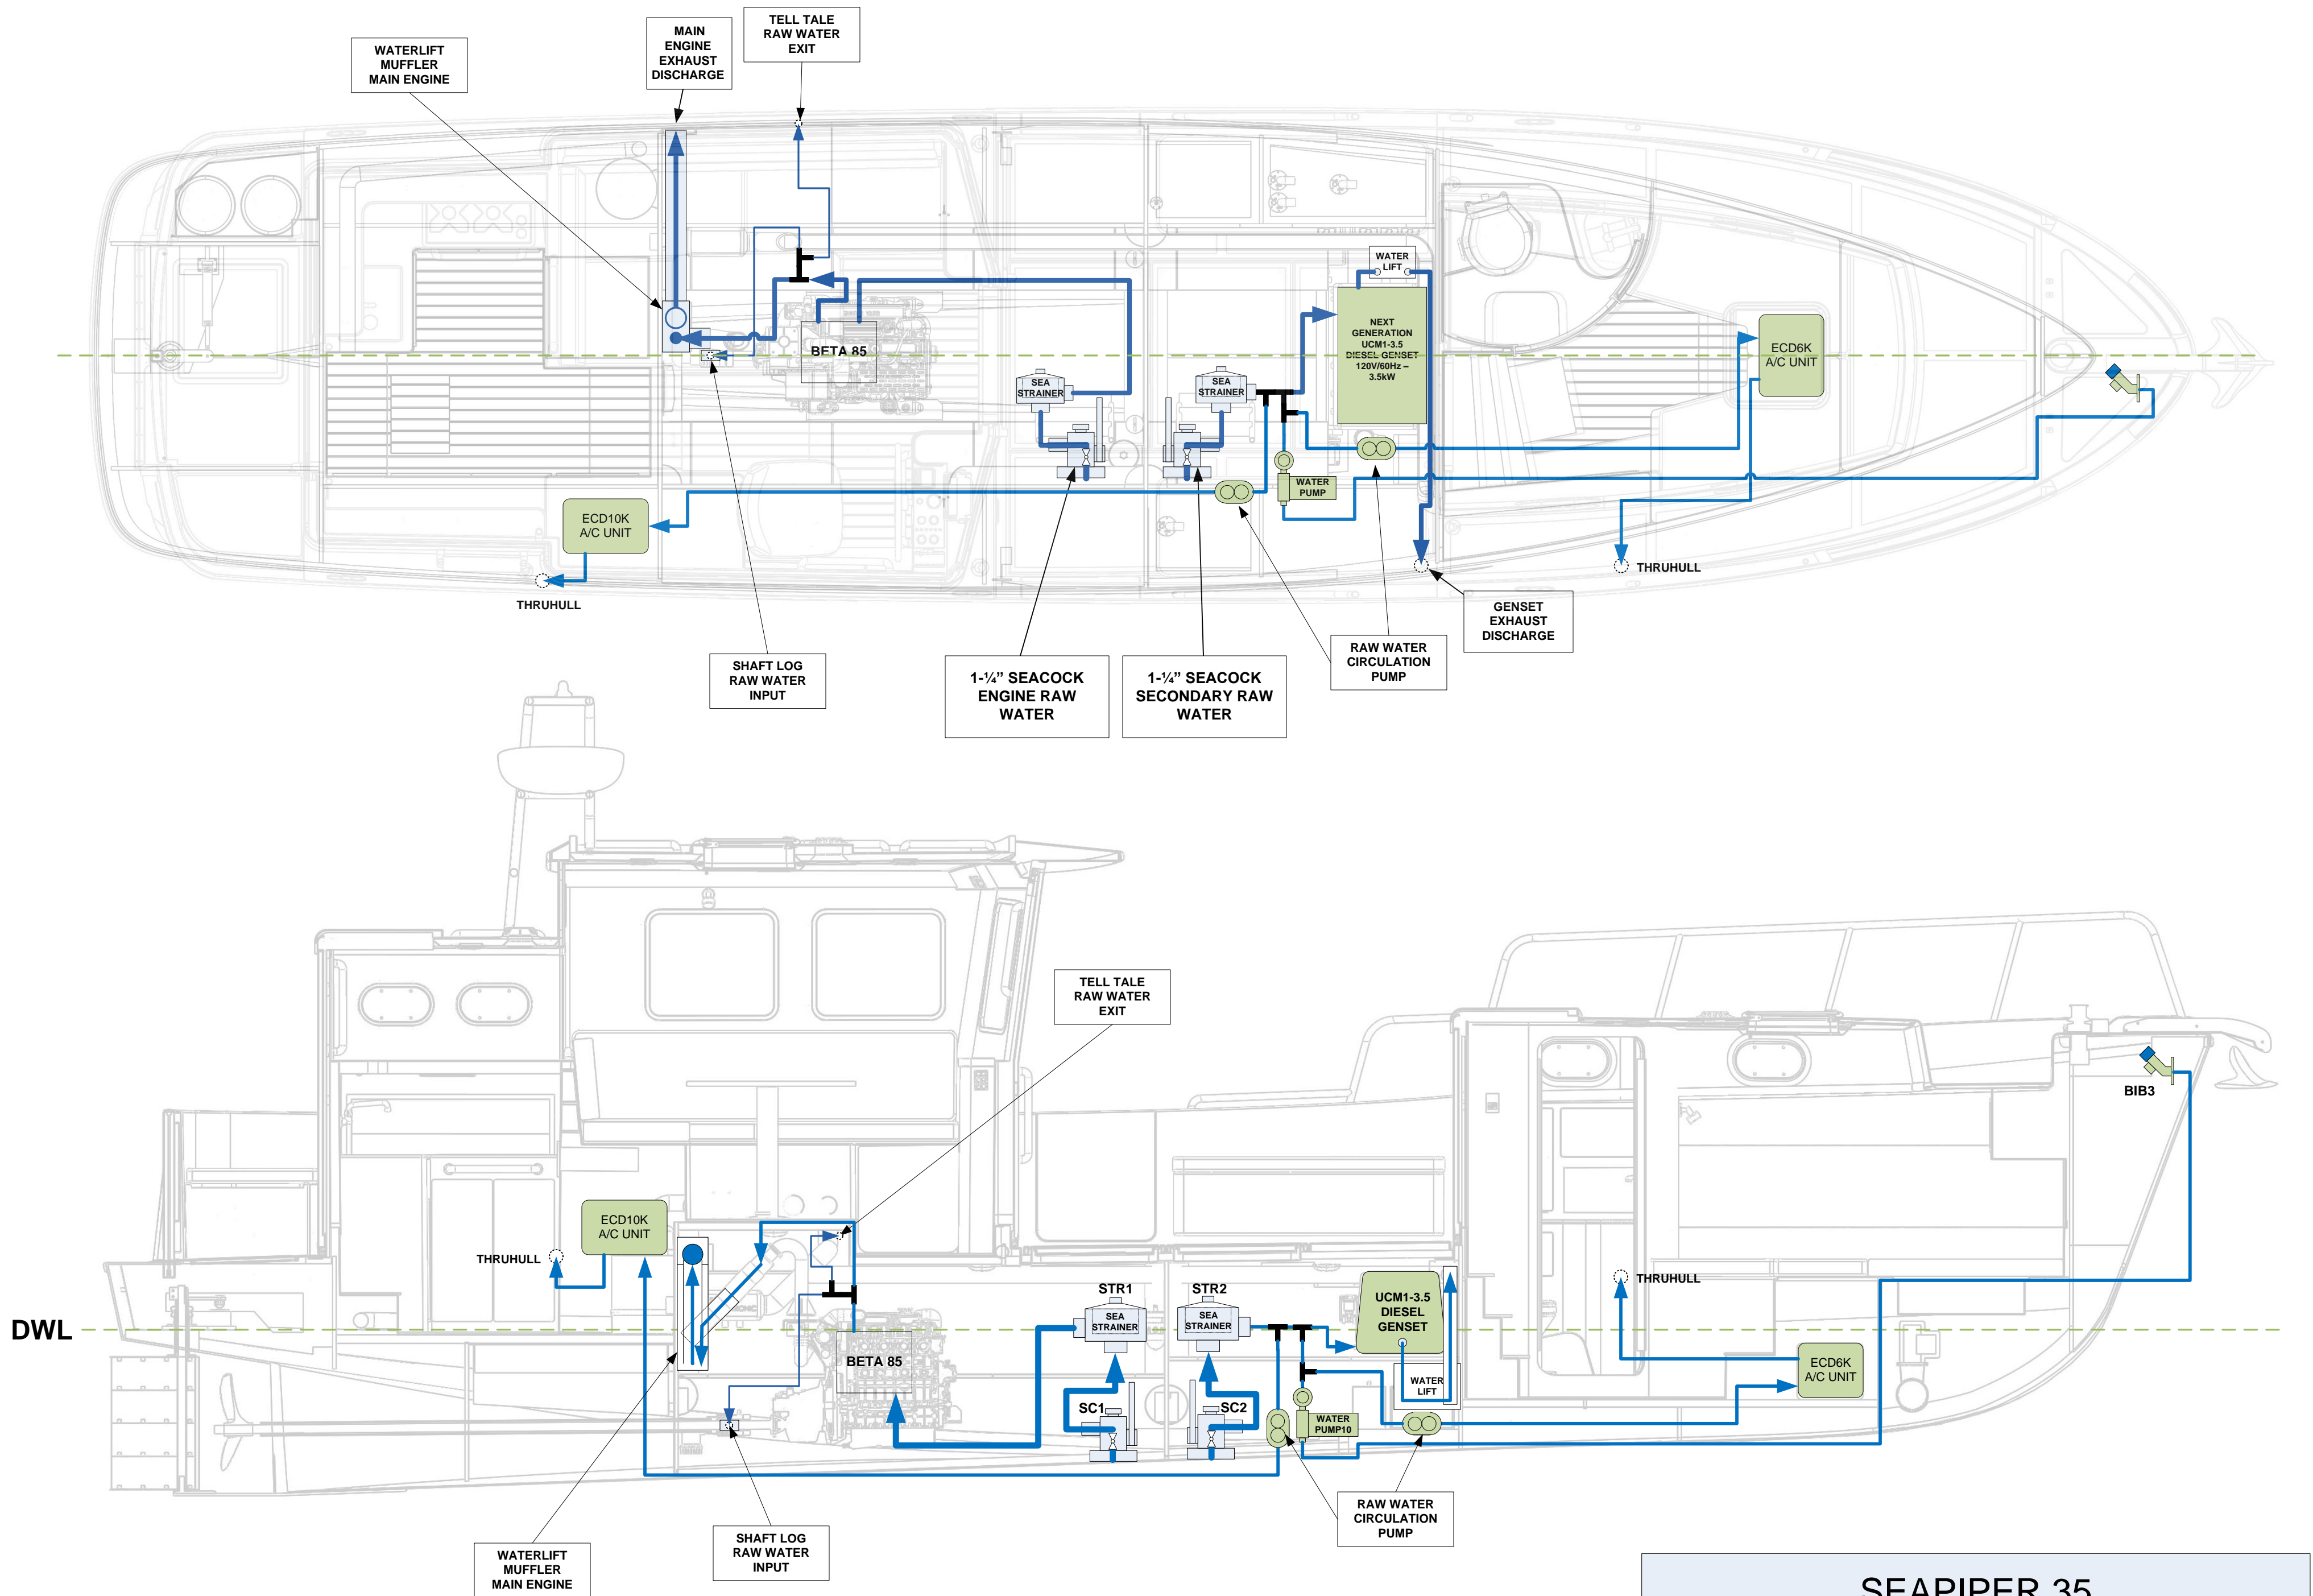 WATERLIFT
MUFFLER
MAIN ENGINE
MAIN
ENGINE
EXHAUST
DISCHARGE
TELL TALE
RAW WATER
EXIT
WATER
LIFT
NEXT
GENERATION
UCM1-3.5
DIESEL GENSET
120V/60Hz –
3.5kW
BETA 85
ECD6K
A/C UNIT
SEA
STRAINER
SEA
STRAINER
WATER
PUMP
ECD10K
A/C UNIT
THRUHULL
THRUHULL
GENSET
EXHAUST
DISCHARGE
RAW WATER
CIRCULATION
PUMP
SHAFT LOG
RAW WATER
INPUT
1-¼” SEACOCK
ENGINE RAW
WATER
1-¼” SEACOCK
SECONDARY RAW
WATER
TELL TALE
RAW WATER
EXIT
BIB3
ECD10K
A/C UNIT
THRUHULL
THRUHULL
STR1
STR2
SEA
STRAINER
SEA
STRAINER
UCM1-3.5
DIESEL
GENSET
DWL
BETA 85
ECD6K
A/C UNIT
WATER
LIFT
SC1
SC2
WATER
PUMP10
RAW WATER
CIRCULATION
PUMP
SHAFT LOG
RAW WATER
INPUT
WATERLIFT
MUFFLER
MAIN ENGINE
SEAPIPER 35